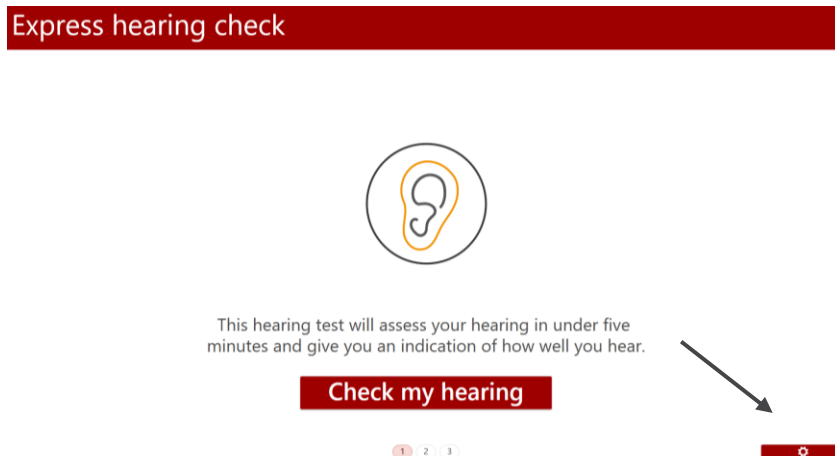 Express hearing check
This hearing test will assess your hearing in under five
minutes and give you an indication of how well you hear.
Check my hearing
1 2 3